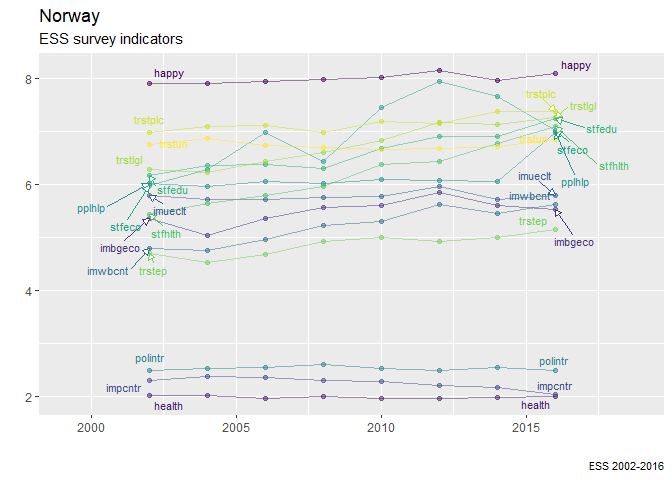 Norway
ESS survey indicators
happy
happy
trstplc
trstplc
trstlgl
trstun
trstun
stfedu
trstlgl
stfeco
stfhlth
pplhlp
imueclt
pplhlp
stfedu
imueclt
imwbcnt
stfeco
stfhlth
trstep
imbgeco
imbgeco
imwbcnt
trstep
polintr
polintr
impcntr
impcntr
health
health
8
6
4
2
2000
2005
2010
2015
ESS 2002-2016